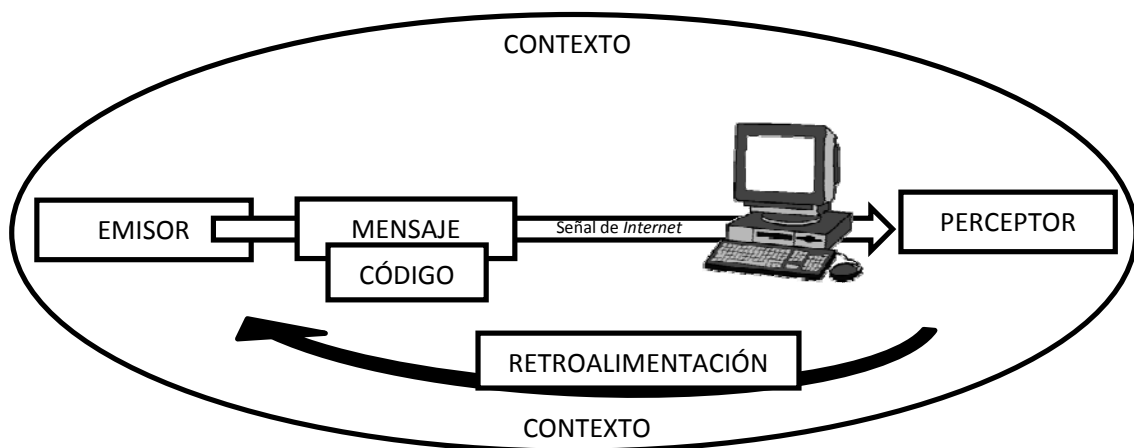 CONTEXTO
EMISOR
MENSAJE
CÓDIGO
Señal de Internet
PERCEPTOR
RETROALIMENTACIÓN
CONTEXTO